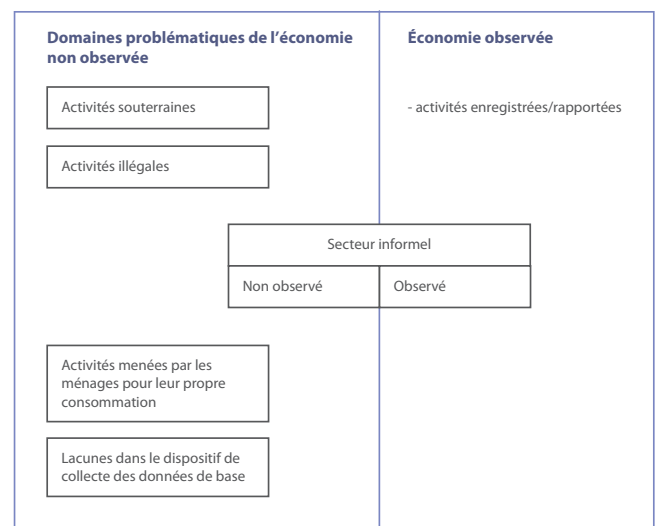 Domaines problématiques de l’économie
non observée
Économie observée
Activités souterraines
- activités enregistrées/rapportées
Activités illégales
Secteur informel
Non observé
Observé
Activités menées par les
ménages pour leur propre
consommation
Lacunes dans le dispositif de
collecte des données de base